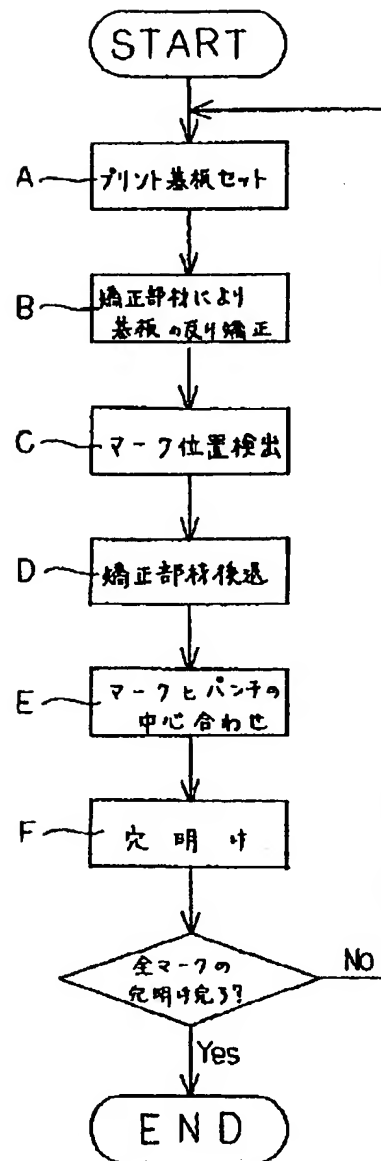 START
A プリント基板セット
B 矯正部材により
基板の反り矯正
C マーク位置検出
D 矯正部材後退
E マークとパンチの
中心合わせ
F 穴明け
全マークの
穴明け完了?
No
Yes
END